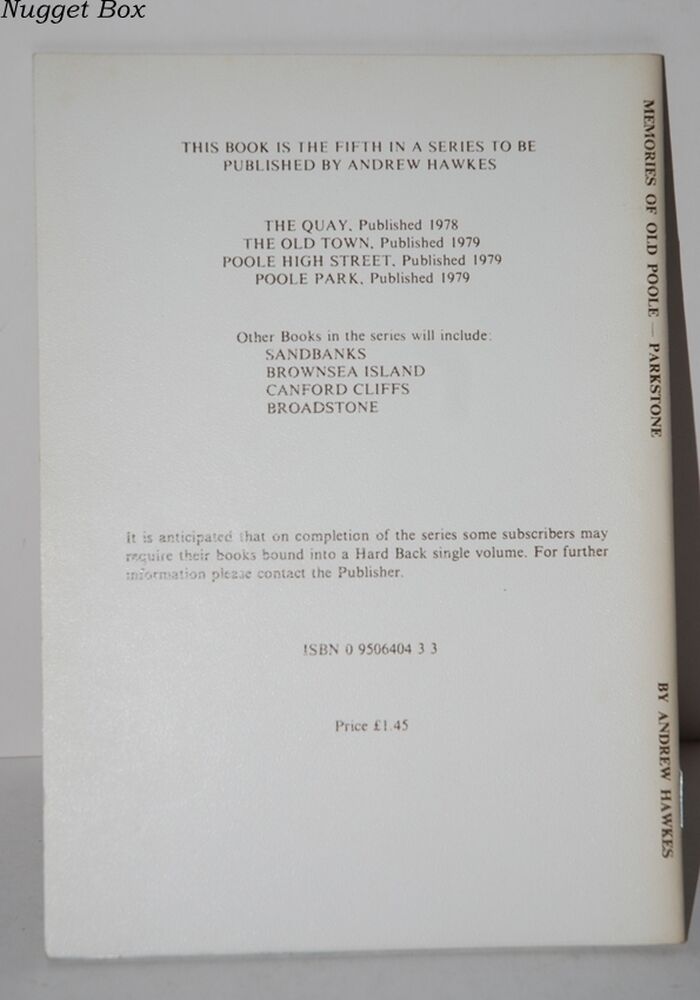 Nugget Box
THIS BOOK IS THE FIFTH IN A SERIES TO BE
PUBLISHED BY ANDREW HAWKES
THE QUAY, Published 1978
THE OLD TOWN, Published 1979
POOLE HIGH STREET, Published 1979
POOLE PARK, Published 1979
Other Books in the series will include:
SANDBANKS
BROWNSEA ISLAND
CANFORD CLIFFS
BROADSTONE
It is anticipated that on completion of the series some subscribers may
require their books bound into a Hard Back single volume. For further
information please contact the Publisher.
ISBN 0 9506404 3 3
Price £1.45
MEMORIES OF OLD POOLE — PARKSTONE
BY ANDREW HAWKES